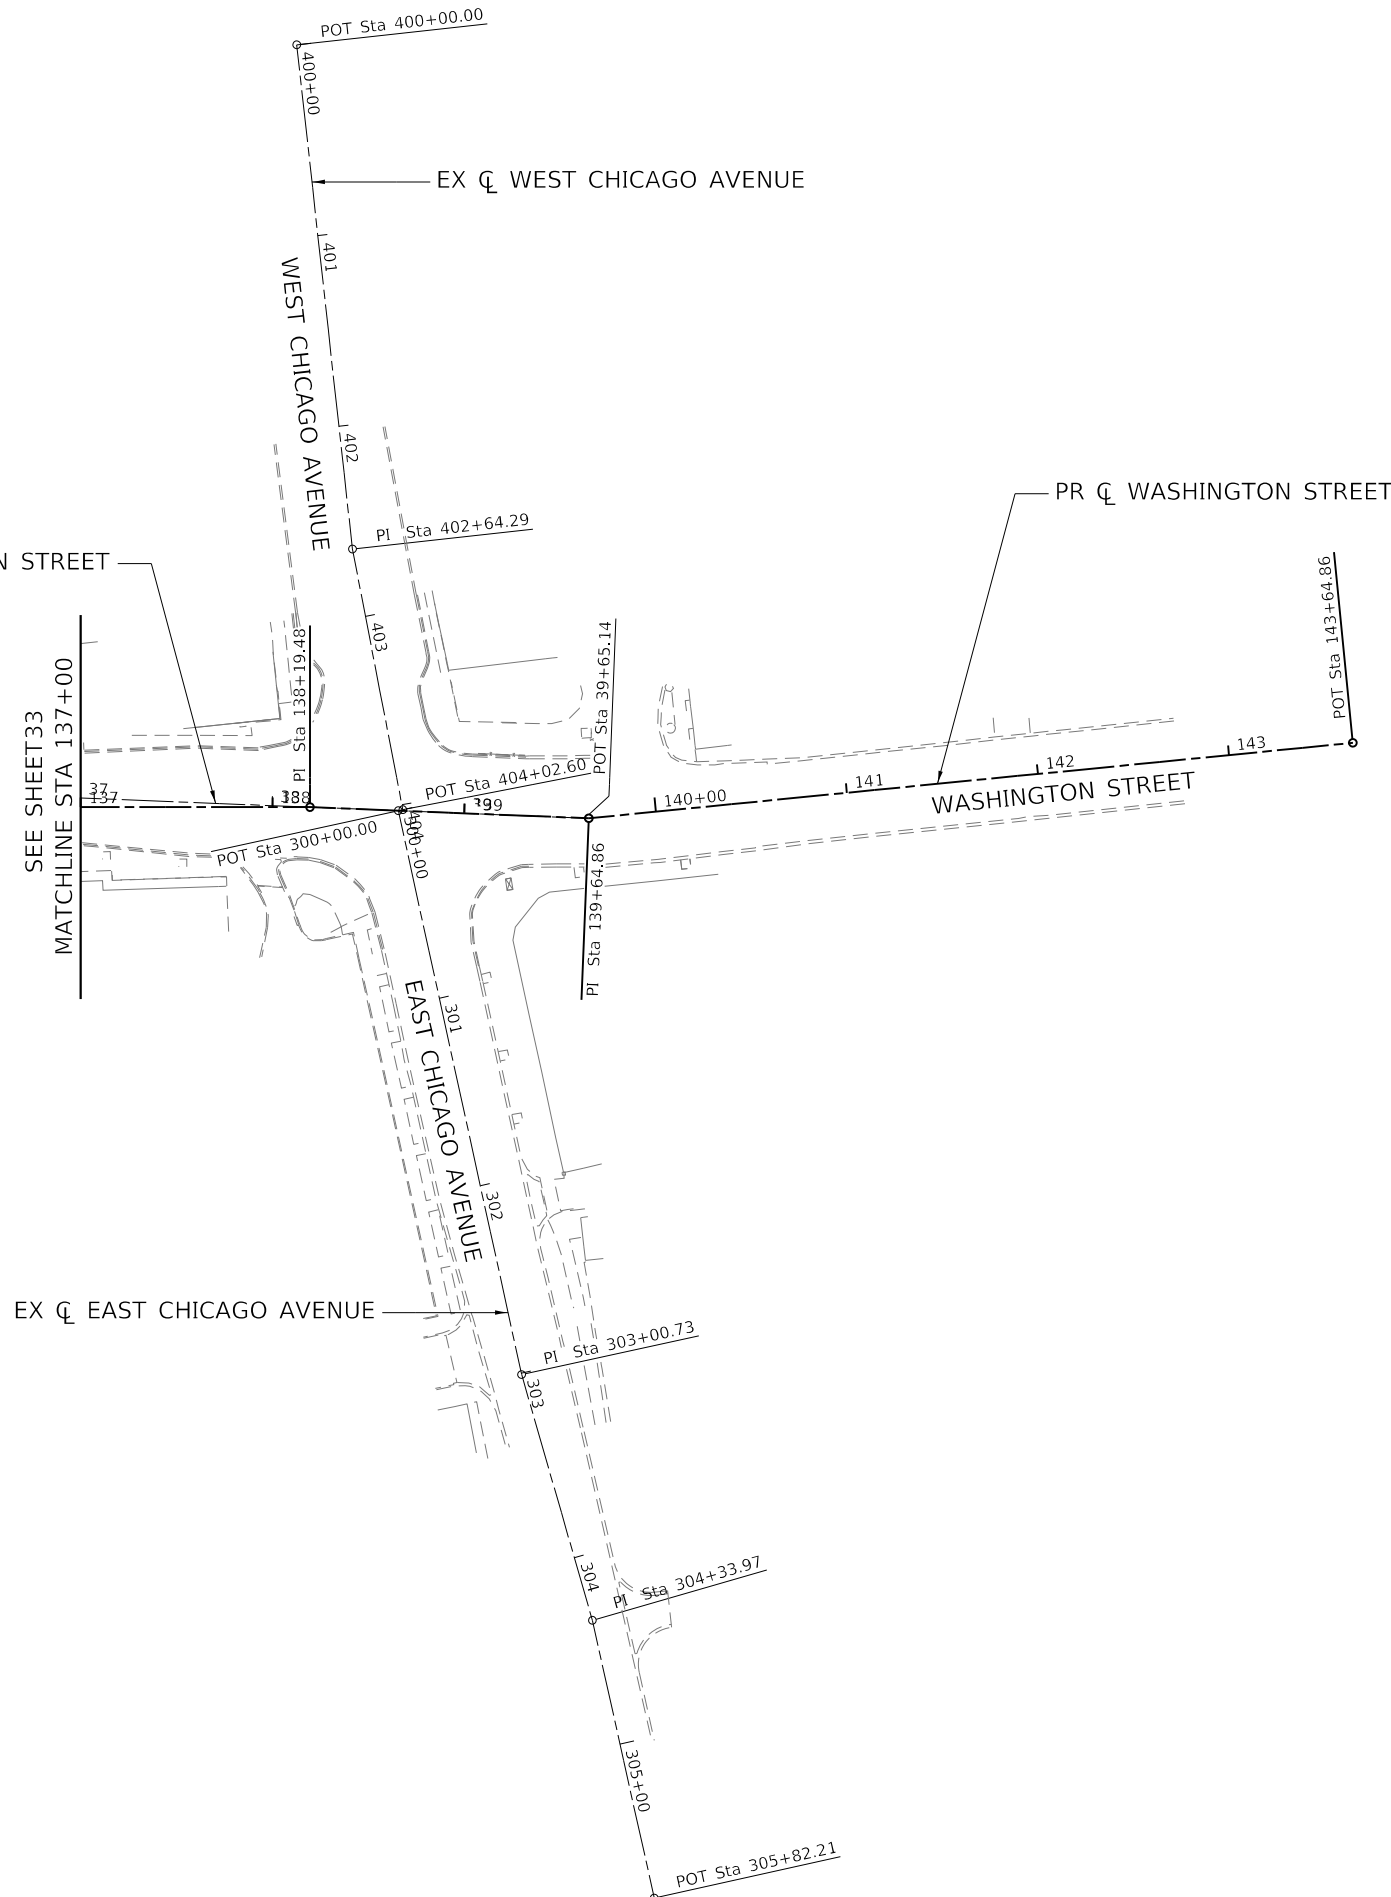 POT Sta 400+00.00
400+00
EX ℄ WEST CHICAGO AVENUE
401
WEST CHICAGO AVENUE
402
PR ℄ WASHINGTON STREET
PI Sta 402+64.29
N STREET
403
POT Sta 143+64.86
PI Sta 138+19.48
POT Sta 39+65.14
SEE SHEET33
MATCHLINE STA 137+00
143
142
141
140+00
WASHINGTON STREET
37
137
38
138
POT Sta 404+02.60
39
139
POT Sta 300+00.00
404
300+00
PI Sta 139+64.86
301
EAST CHICAGO AVENUE
302
EX ℄ EAST CHICAGO AVENUE
PI Sta 303+00.73
303
304
PI Sta 304+33.97
305+00
POT Sta 305+82.21